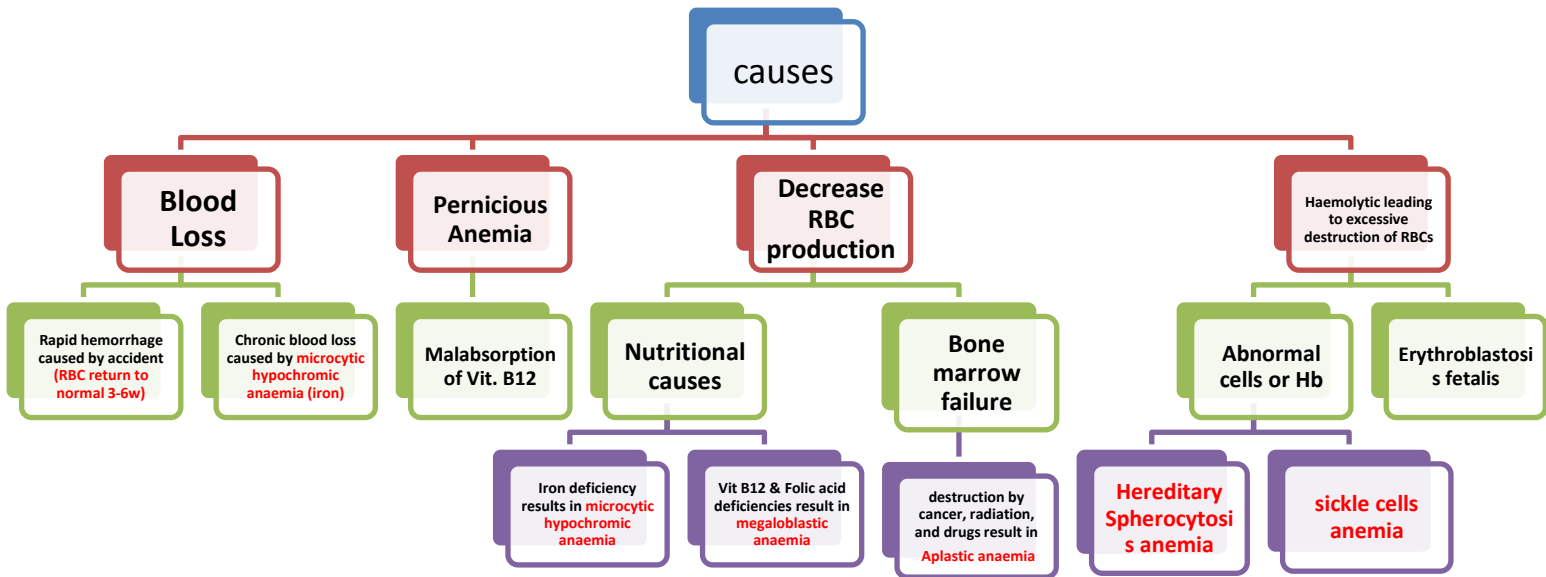 causes
Blood
Loss
Pernicious
Anemia
Decrease
RBC
production
Haemolytic leading
to excessive
destruction of RBCs
Rapid hemorrhage
caused by accident
(RBC return to
normal 3-6w)
Chronic blood loss
caused by microcytic
hypochromic
anaemia (iron)
Malabsorption
of Vit. B12
Nutritional
causes
Bone
marrow
failure
Abnormal
cells or Hb
Erythroblastosi
s fetalis
Iron deficiency
results in microcytic
hypochromic
anaemia
Vit B12 & Folic acid
deficiencies result in
megaloblastic
anaemia
destruction by
cancer, radiation,
and drugs result in
Aplastic anaemia
Hereditary
Spherocytosi
s anemia
sickle cells
anemia